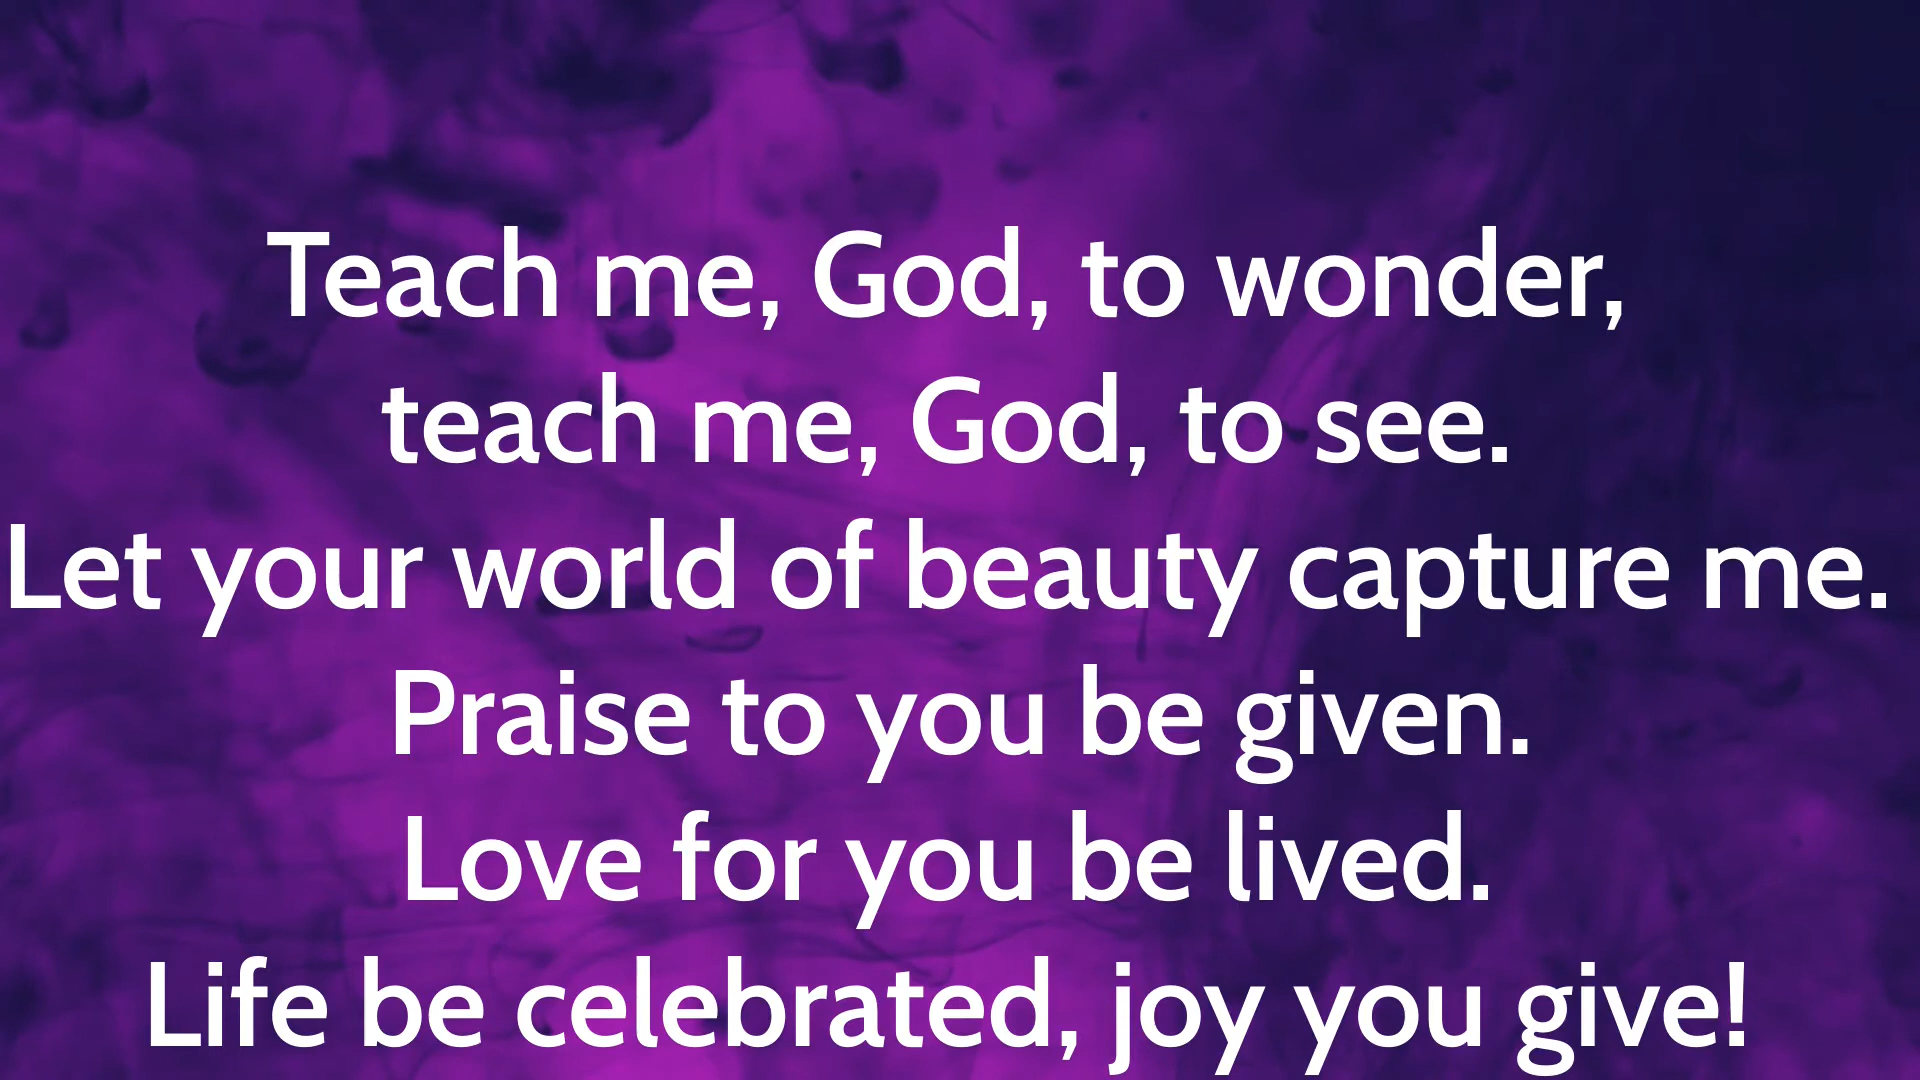 Teach me, God, to wonder,
teach me, God, to see.
Let your world of beauty capture me.
Praise to you be given.
Love for you be lived.
Life be celebrated, joy you give!